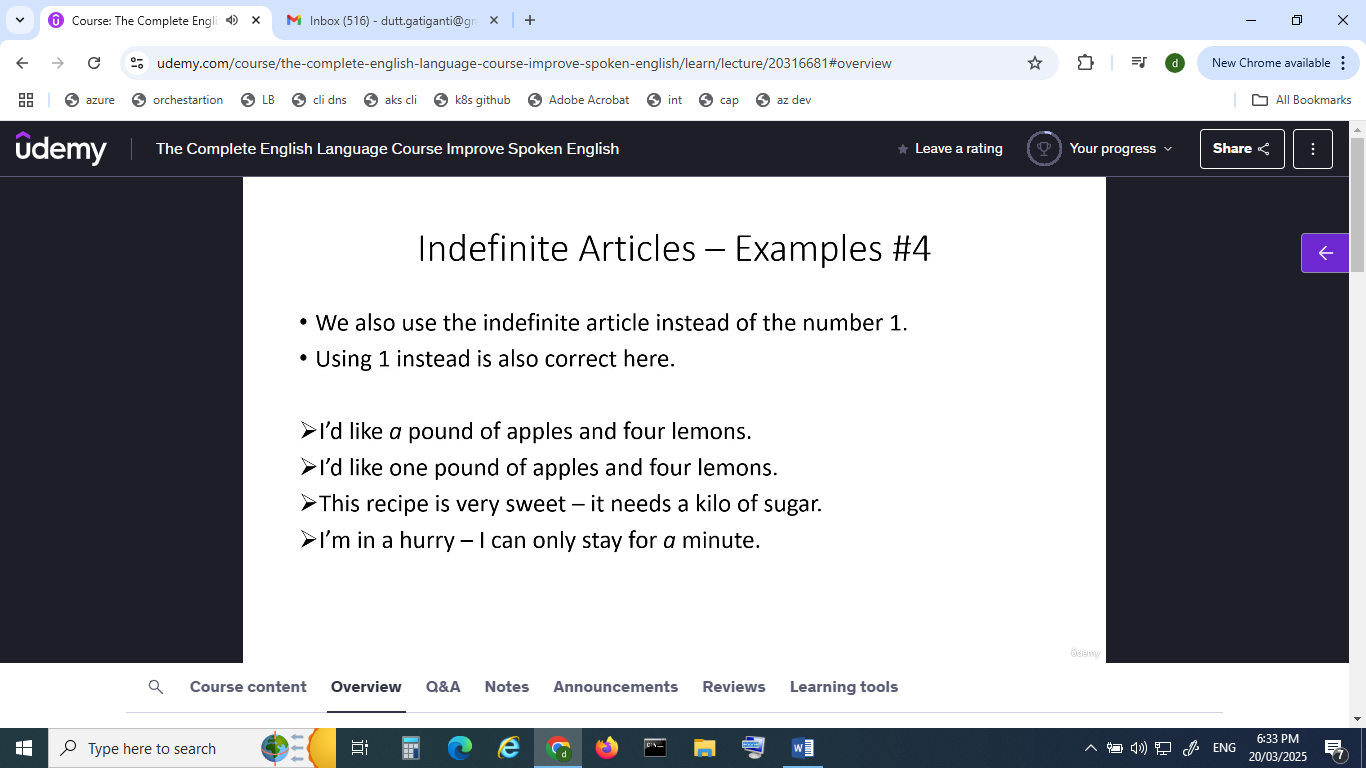 Course: The Complete Engli
Inbox (516) - dutt.gatiganti@gm
udemy.com/course/the-complete-english-language-course-improve-spoken-english/learn/lecture/20316681#overview
d
New Chrome available
azure
orchestartion
LB
cli dns
aks cli
k8s github
Adobe Acrobat
int
cap
az dev
All Bookmarks
ûdemy
The Complete English Language Course Improve Spoken English
Leave a rating
Your progress
Share
Indefinite Articles – Examples #4
• We also use the indefinite article instead of the number 1.
• Using 1 instead is also correct here.
➢I’d like a pound of apples and four lemons.
➢I’d like one pound of apples and four lemons.
➢This recipe is very sweet – it needs a kilo of sugar.
➢I’m in a hurry – I can only stay for a minute.
ûdemy
Course content
Overview
Q&A
Notes
Announcements
Reviews
Learning tools
Type here to search
ENG
6:33 PM
20/03/2025
7